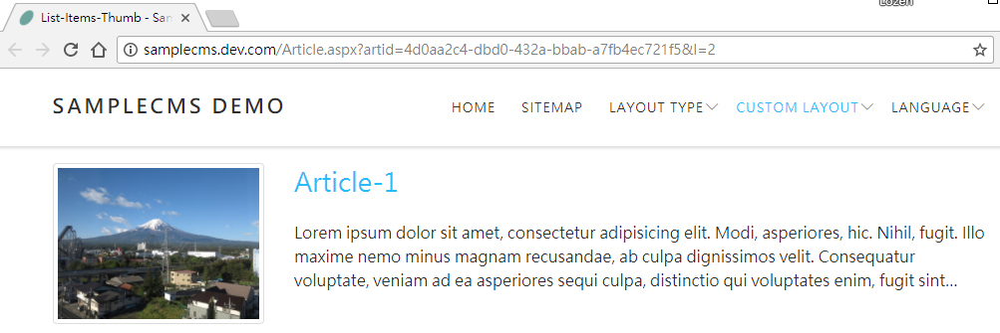 Lozen
List-Items-Thumb - San
samplecms.dev.com/Article.aspx?artid=4d0aa2c4-dbd0-432a-bbab-a7fb4ec721f5&l=2
SAMPLECMS DEMO HOME SITEMAP LAYOUT TYPE CUSTOM LAYOUT LANGUAGE
Article-1
Lorem ipsum dolor sit amet, consectetur adipisicing elit. Modi, asperiores, hic. Nihil, fugit. Illo
maxime nemo minus magnam recusandae, ab culpa dignissimos velit. Consequatur
voluptate, veniam ad ea asperiores sequi culpa, distinctio qui voluptates enim, fugit sint...